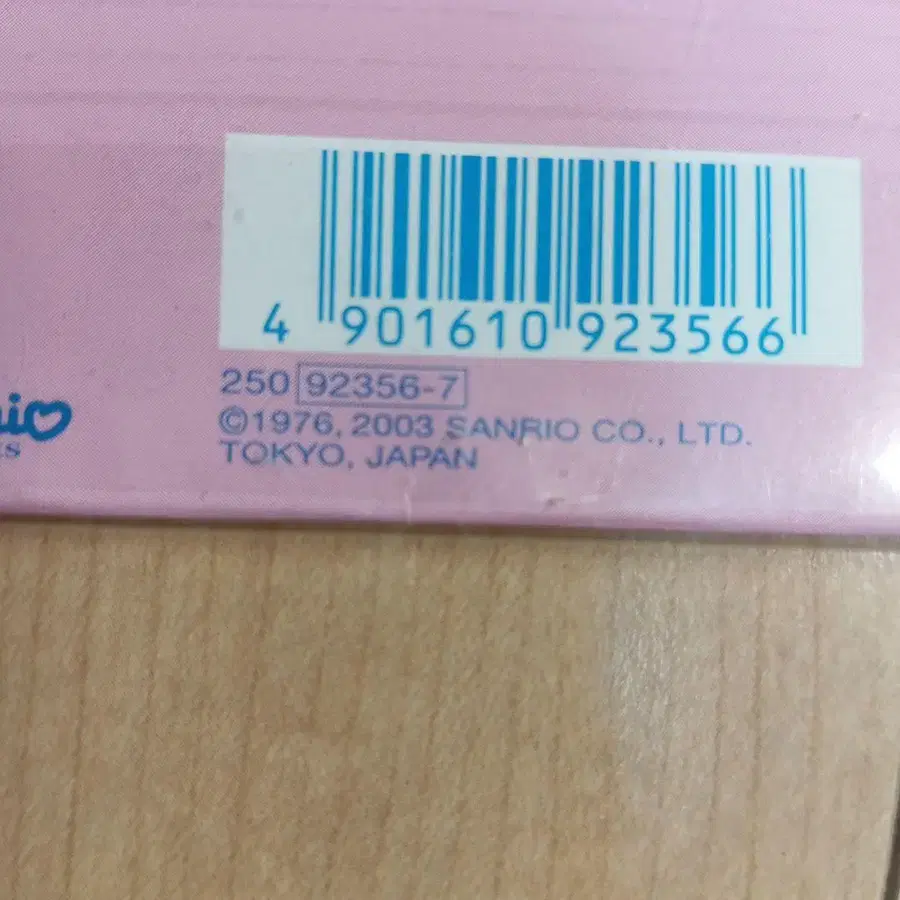 4 901610 923566
250 92356-7
©1976, 2003 SANRIO CO., LTD.
TOKYO, JAPAN